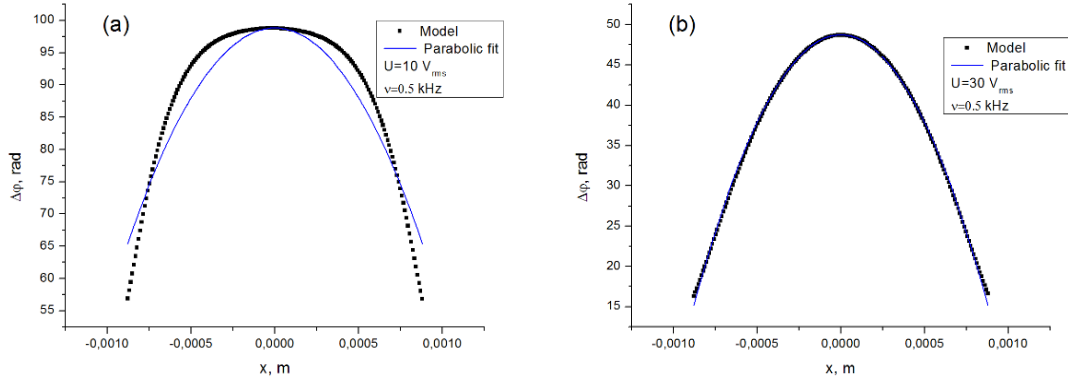 (a)
Model
Parabolic fit
U=10 Vrms
ν=0.5 kHz
100
95
90
85
80
75
70
65
60
55
Δφ, rad
-0,0010
-0,0005
0,0000
0,0005
0,0010
x, m
(b)
Model
Parabolic fit
U=30 Vrms
ν=0.5 kHz
50
45
40
35
30
25
20
15
Δφ, rad
-0,0010
-0,0005
0,0000
0,0005
0,0010
x, m